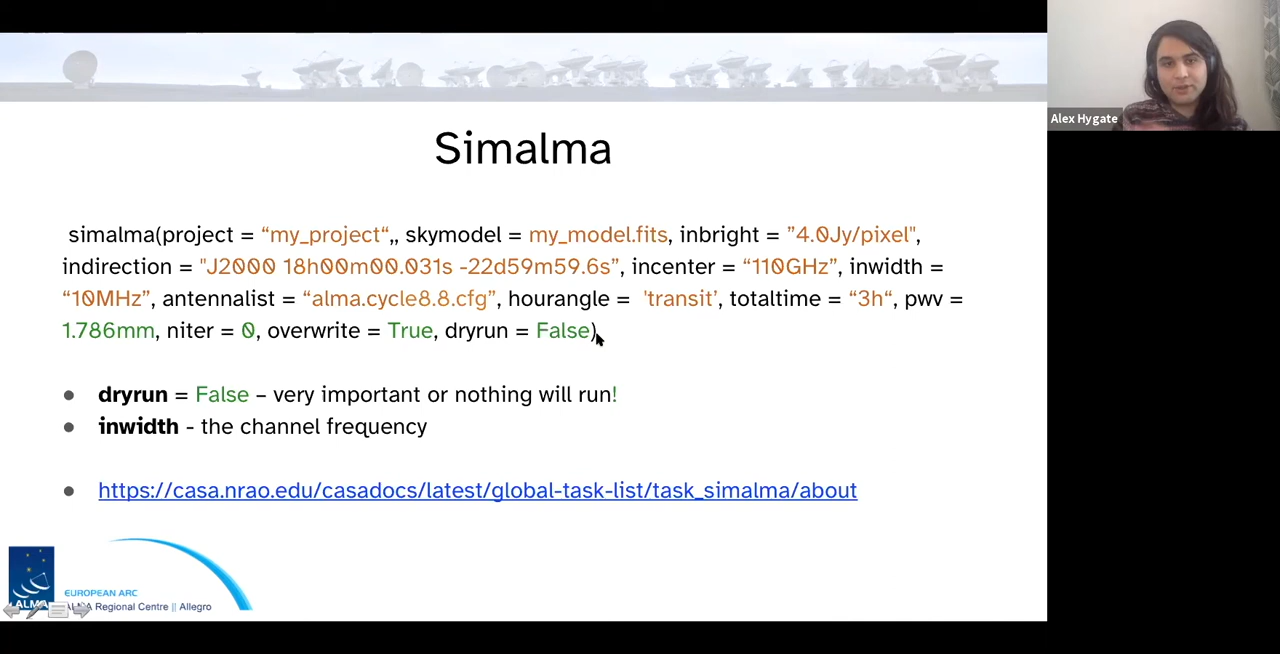 Alex Hygate
Simalma
simalma(project = “my_project“,, skymodel = my_model.fits, inbright = ”4.0Jy/pixel",
indirection = "J2000 18h00m00.031s -22d59m59.6s”, incenter = “110GHz”, inwidth =
“10MHz”, antennalist = “alma.cycle8.8.cfg”, hourangle = 'transit’, totaltime = “3h“, pwv =
1.786mm, niter = 0, overwrite = True, dryrun = False)
● dryrun = False – very important or nothing will run!
● inwidth - the channel frequency
● https://casa.nrao.edu/casadocs/latest/global-task-list/task_simalma/about
EUROPEAN ARC
ALMA Regional Centre || Allegro
ALMA